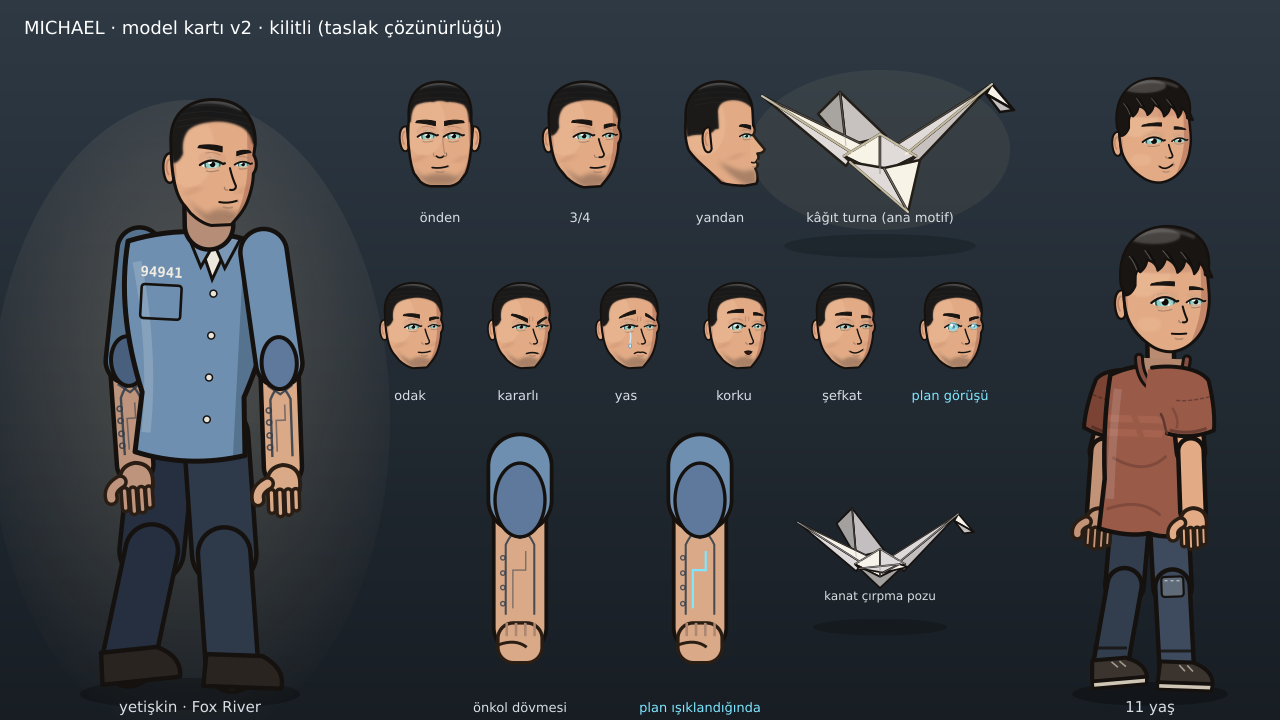 MICHAEL · model kartı v2 · kilitli (taslak çözünürlüğü)
94941
önden
3/4
yandan
kâğıt turna (ana motif)
odak
kararlı
yas
korku
şefkat
plan görüşü
kanat çırpma pozu
yetişkin · Fox River
önkol dövmesi
plan ışıklandığında
11 yaş